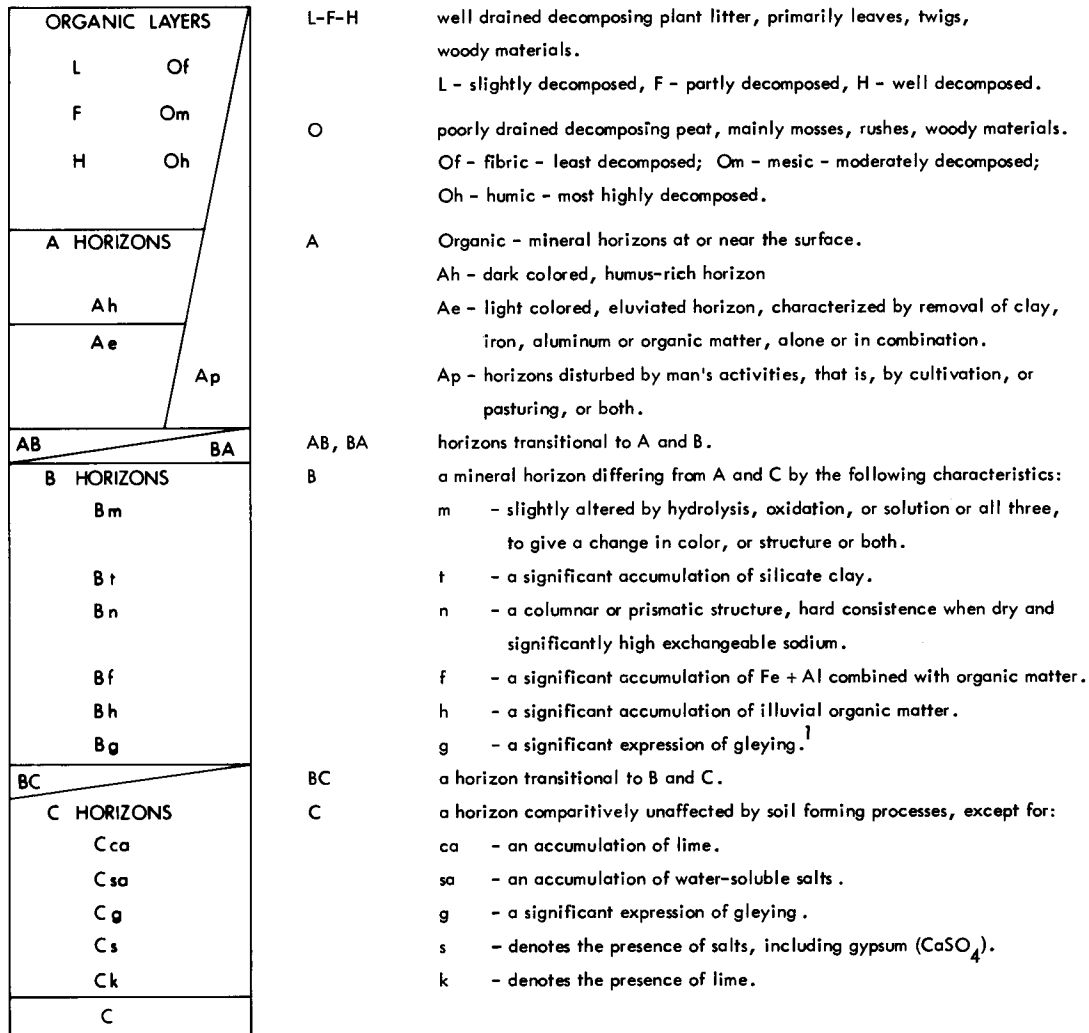 ORGANIC LAYERS
L Of
F Om
H Oh
A HORIZONS
Ah
Ae
Ap
AB
BA
B HORIZONS
Bm
Bt
Bn
Bf
Bh
Bg
BC
C HORIZONS
Cca
Csa
Cg
Cs
Ck
C
L-F-H well drained decomposing plant litter, primarily leaves, twigs,
woody materials.
L - slightly decomposed, F - partly decomposed, H - well decomposed.
O poorly drained decomposing peat, mainly mosses, rushes, woody materials.
Of - fibric - least decomposed; Om - mesic - moderately decomposed;
Oh - humic - most highly decomposed.
A Organic - mineral horizons at or near the surface.
Ah - dark colored, humus-rich horizon
Ae - light colored, eluviated horizon, characterized by removal of clay,
iron, aluminum or organic matter, alone or in combination.
Ap - horizons disturbed by man's activities, that is, by cultivation, or
pasturing, or both.
AB, BA horizons transitional to A and B.
B a mineral horizon differing from A and C by the following characteristics:
m - slightly altered by hydrolysis, oxidation, or solution or all three,
to give a change in color, or structure or both.
t - a significant accumulation of silicate clay.
n - a columnar or prismatic structure, hard consistence when dry and
significantly high exchangeable sodium.
f - a significant accumulation of Fe + Al combined with organic matter.
h - a significant accumulation of illuvial organic matter.
g - a significant expression of gleying.¹
BC a horizon transitional to B and C.
C a horizon comparitively unaffected by soil forming processes, except for:
ca - an accumulation of lime.
sa - an accumulation of water-soluble salts.
g - a significant expression of gleying.
s - denotes the presence of salts, including gypsum (CaSO₄).
k - denotes the presence of lime.